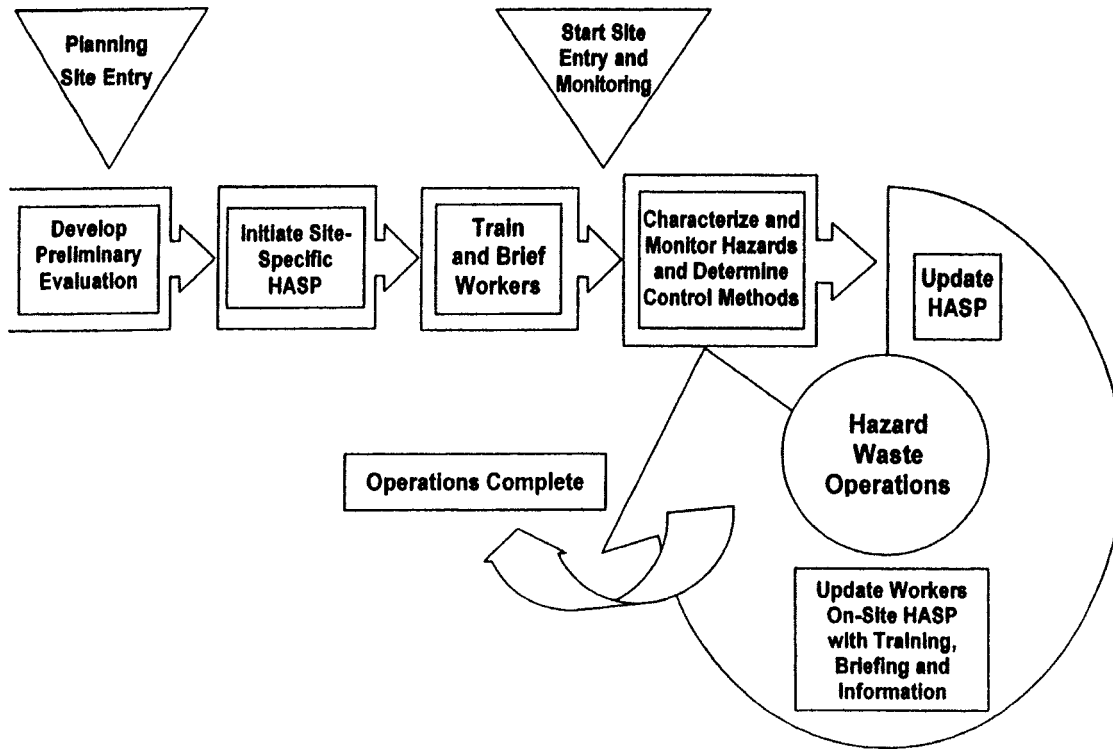 Planning
Site Entry
Start Site
Entry and
Monitoring
Develop
Preliminary
Evaluation
Initiate Site-
Specific
HASP
Train
and Brief
Workers
Characterize and
Monitor Hazards
and Determine
Control Methods
Update
HASP
Hazard
Waste
Operations
Operations Complete
Update Workers
On-Site HASP
with Training,
Briefing and
Information